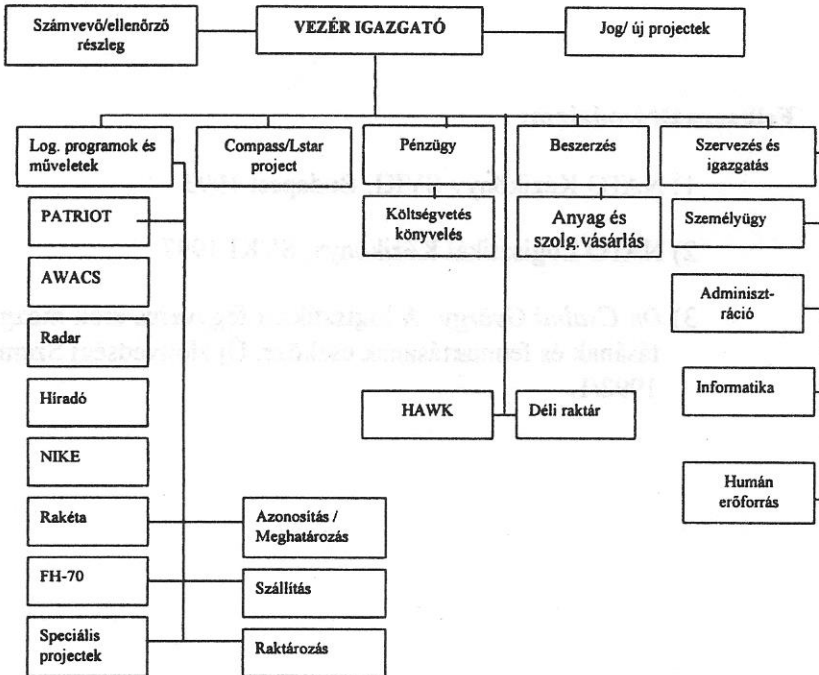 Számvevő/ellenőrző
részleg
VEZÉR IGAZGATÓ
Jog/ új projectek
Log. programok és
műveletek
Compass/Lstar
project
Pénzügy
Beszerzés
Szervezés és
igazgatás
PATRIOT
Költségvetés
könyvelés
Anyag és
szolg.vásárlás
Személyügy
AWACS
Adminiszt-
ráció
Radar
Híradó
HAWK
Déli raktár
Informatika
NIKE
Humán
erőforrás
Rakéta
Azonosítás /
Meghatározás
FH-70
Szállítás
Speciális
projectek
Raktározás